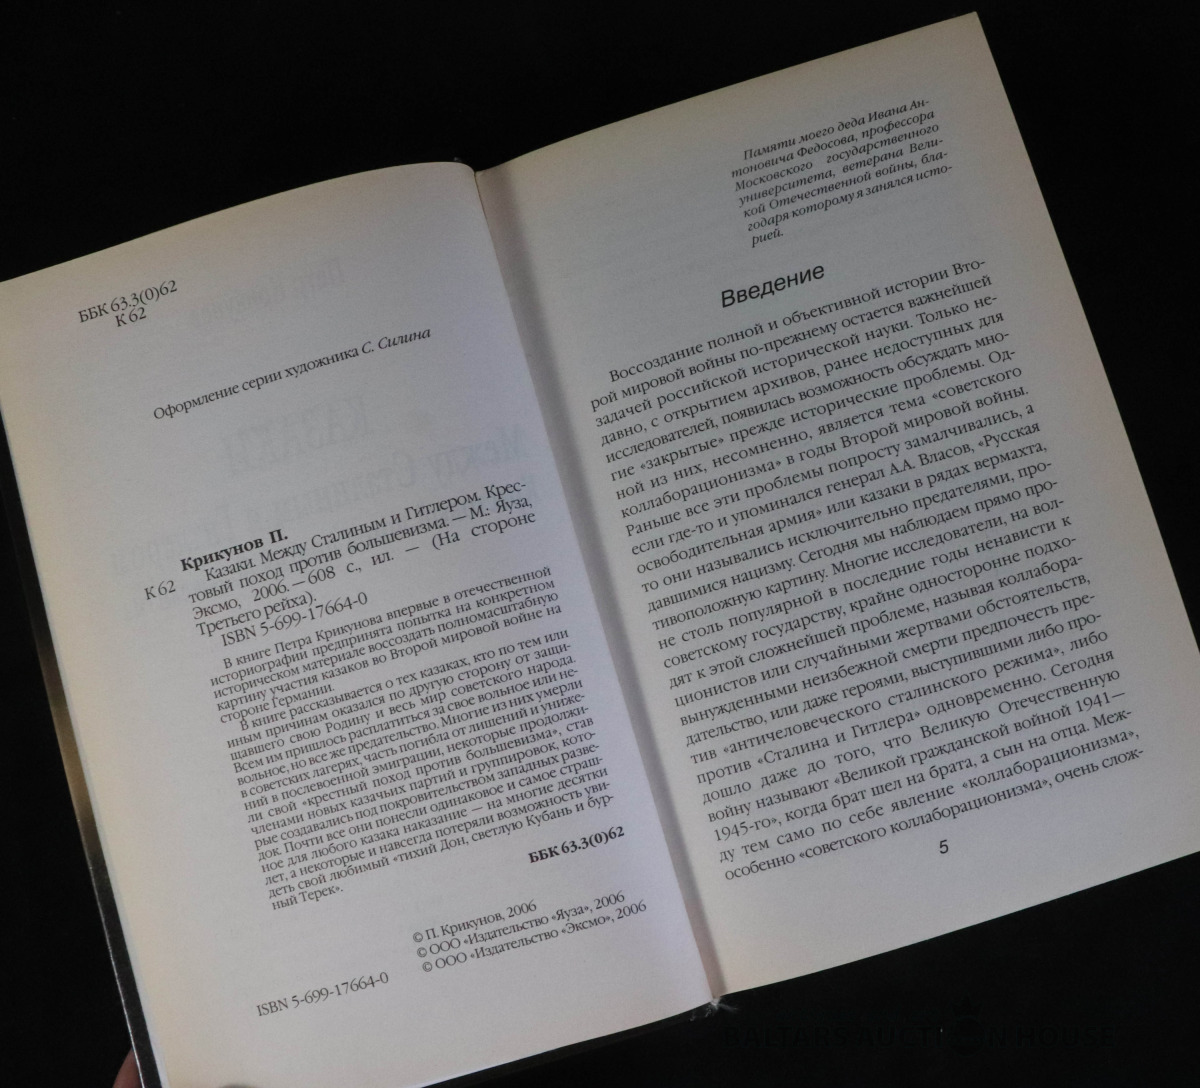 ББК 63.3(0)62
К 62
Оформление серии художника С. Силина
Крикунов П.
К 62 Казаки. Между Сталиным и Гитлером. Крес-
товый поход против большевизма. — М.: Яуза,
Эксмо, 2006. — 608 с., ил. — (На стороне
Третьего рейха).
ISBN 5-699-17664-0
В книге Петра Крикунова впервые в отечественной
историографии предпринята попытка на конкретном
историческом материале воссоздать полномасштабную
картину участия казаков во Второй мировой войне на
стороне Германии.
В книге рассказывается о тех казаках, кто по тем или
иным причинам оказался по другую сторону от защи-
щавшего свою Родину и весь мир советского народа.
Всем им пришлось расплатиться за свое вольное или не-
вольное, но все же предательство. Многие из них умерли
в советских лагерях, часть погибла от лишений и униже-
ний в послевоенной эмиграции, некоторые продолжи-
ли свой «крестный поход против большевизма», став
членами новых казачьих партий и группировок, кото-
рые создавались под покровительством западных разве-
док. Почти все они понесли одинаковое и самое страш-
ное для любого казака наказание — на многие десятки
лет, а некоторые и навсегда потеряли возможность уви-
деть свой любимый «тихий Дон, светлую Кубань и бур-
ный Терек».
ББК 63.3(0)62
© П. Крикунов, 2006
© ООО «Издательство «Яуза», 2006
© ООО «Издательство «Эксмо», 2006
ISBN 5-699-17664-0
Памяти моего деда Ивана Ан-
тоновича Федосова, профессора
Московского государственного
университета, ветерана Вели-
кой Отечественной войны, бла-
годаря которому я занялся исто-
рией.
Введение
Воссоздание полной и объективной истории Вто-
рой мировой войны по-прежнему остается важнейшей
задачей российской исторической науки. Только не-
давно, с открытием архивов, ранее недоступных для
исследователей, появилась возможность обсуждать мно-
гие «закрытые» прежде исторические проблемы. Од-
ной из них, несомненно, является тема «советского
коллаборационизма» в годы Второй мировой войны.
Раньше все эти проблемы попросту замалчивались, а
если где-то и упоминался генерал А.А. Власов, «Русская
освободительная армия» или казаки в рядах вермахта,
то они назывались исключительно предателями, про-
давшимися нацизму. Сегодня мы наблюдаем прямо про-
тивоположную картину. Многие исследователи, на вол-
не столь популярной в последние годы ненависти к
советскому государству, крайне односторонне подхо-
дят к этой сложнейшей проблеме, называя коллабора-
ционистов или случайными жертвами обстоятельств,
вынужденными неизбежной смерти предпочесть пре-
дательство, или даже героями, выступившими либо про-
тив «античеловеческого сталинского режима», либо
против «Сталина и Гитлера» одновременно. Сегодня
дошло даже до того, что Великую Отечественную
войну называют «Великой гражданской войной 1941—
1945-го», когда брат шел на брата, а сын на отца. Меж-
ду тем само по себе явление «коллаборационизма»,
особенно «советского коллаборационизма», очень слож-
5
BALTARS AUCTION HOUSE